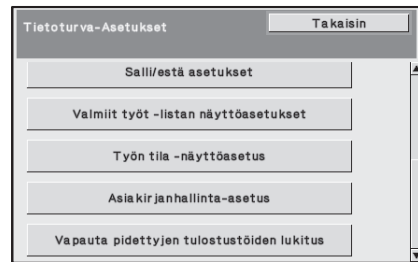 Tietoturva-Asetukset
Takaisin
Salli/estä asetukset
Valmiit työt -listan näyttöasetukset
Työn tila -näyttöasetus
Asiakirjanhallinta-asetus
Vapauta pidettyjen tulostustöiden lukitus